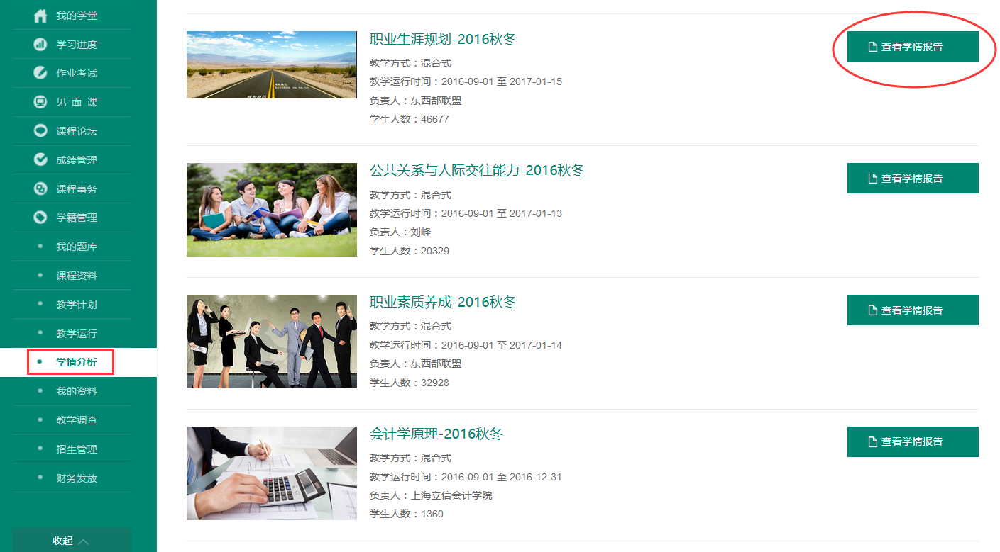 我的学堂
学习进度
作业考试
见 面 课
课程论坛
成绩管理
课程事务
学籍管理
我的题库
课程资料
教学计划
教学运行
学情分析
我的资料
教学调查
招生管理
财务发放
收起
职业生涯规划-2016秋冬
教学方式：混合式
教学运行时间：2016-09-01 至 2017-01-15
负责人：东西部联盟
学生人数：46677
查看学情报告
公共关系与人际交往能力-2016秋冬
教学方式：混合式
教学运行时间：2016-09-01 至 2017-01-13
负责人：刘峰
学生人数：20329
查看学情报告
职业素质养成-2016秋冬
教学方式：混合式
教学运行时间：2016-09-01 至 2017-01-14
负责人：东西部联盟
学生人数：32928
查看学情报告
会计学原理-2016秋冬
教学方式：混合式
教学运行时间：2016-09-01 至 2016-12-31
负责人：上海立信会计学院
学生人数：1360
查看学情报告